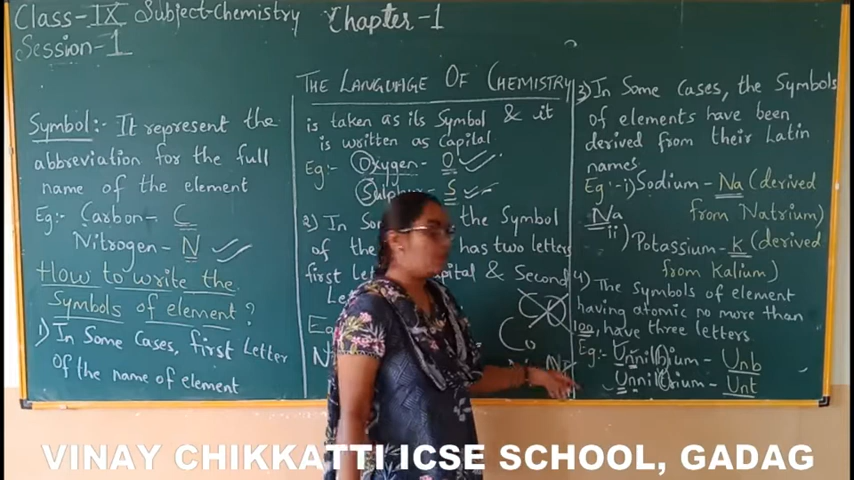 Class-IX Subject-Chemistry Chapter-1
Session-1
THE LANGUAGE OF CHEMISTRY
Symbol:- It represent the
abbreviation for the full
name of the element
Eg:- Carbon- C
Nitrogen- N
How to write the
Symbols of element?
1) In Some Cases, first Letter
of the name of element
is taken as its Symbol & it
is written as Capital
Eg:- Oxygen- O
Sulphur- S
2) In the Symbol
of the has two letters
first capital & Second
CO
Co
3) In Some Cases, the Symbols
of elements have been
derived from their Latin
names
Eg:- i) Sodium - Na (derived
from Natrium)
Na
ii) Potassium- K (derived
from Kalium)
4) The Symbols of element
having atomic no more than
100, have three letters
Eg:- Unnilbium - Unb
Unniltrium - Unt
VINAY CHIKKATTI ICSE SCHOOL, GADAG